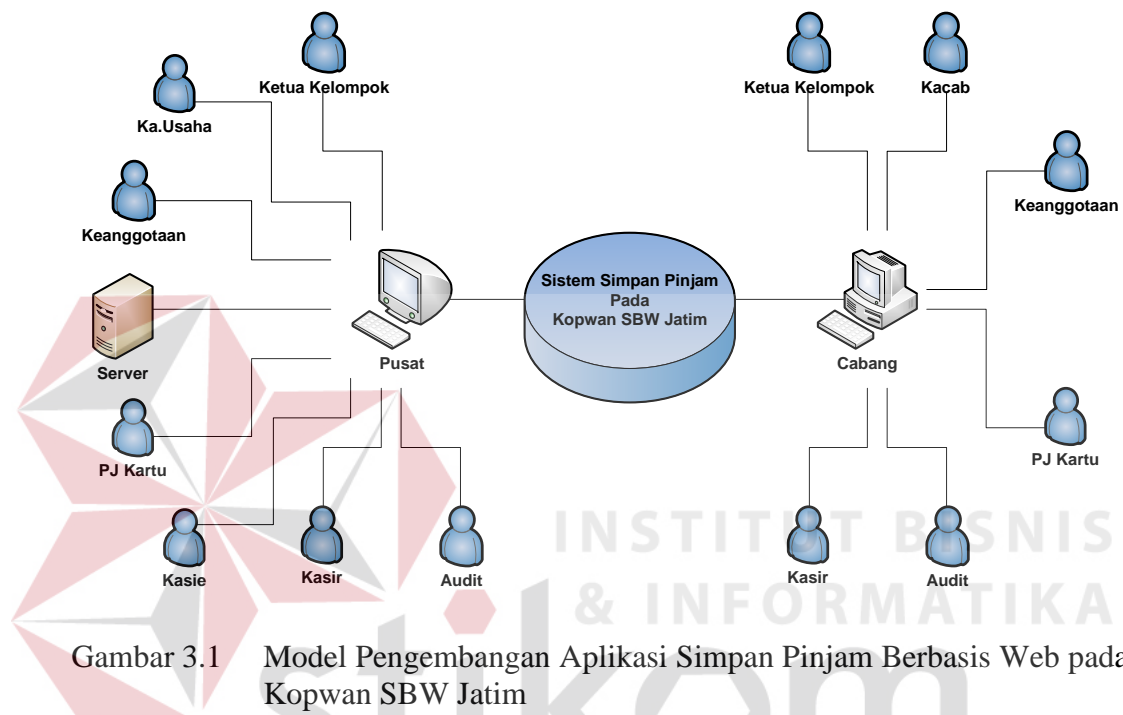 Ketua Kelompok
Ka.Usaha
Keanggotaan
Server
PJ Kartu
Kasie
Kasir
Audit
Pusat
Sistem Simpan Pinjam
Pada
Kopwan SBW Jatim
Ketua Kelompok
Kacab
Keanggotaan
Cabang
PJ Kartu
Kasir
Audit
INSTITUT BISNIS
& INFORMATIKA
stikom
Gambar 3.1 Model Pengembangan Aplikasi Simpan Pinjam Berbasis Web pada
Kopwan SBW Jatim